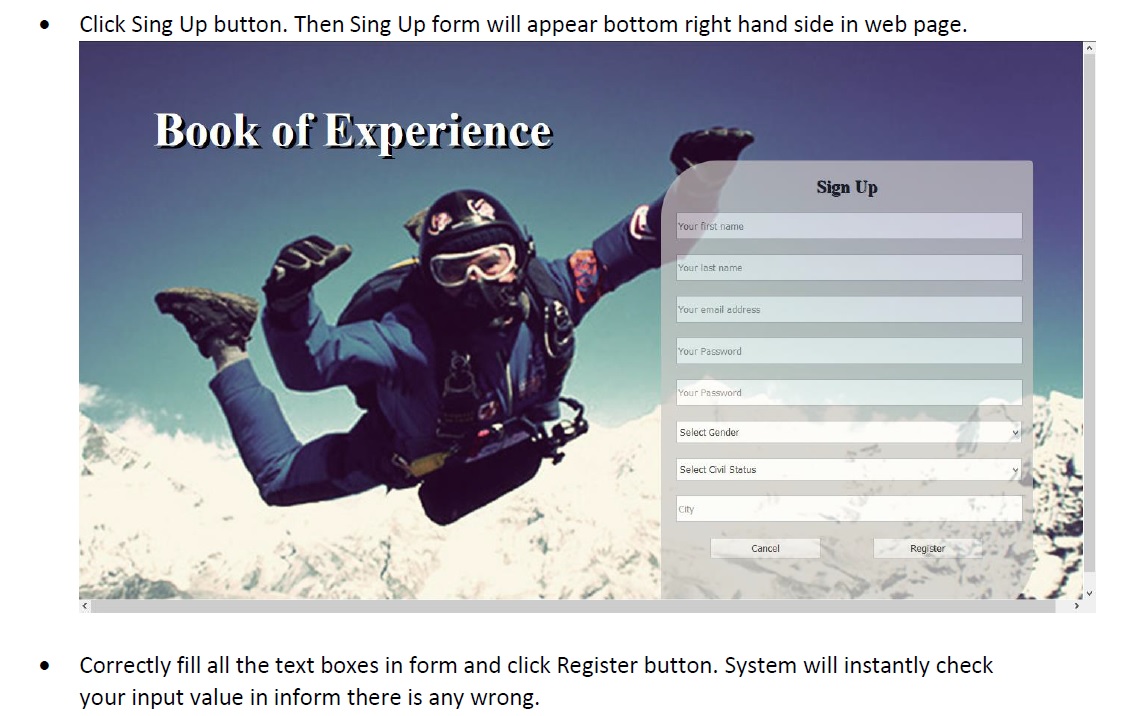 • Click Sing Up button. Then Sing Up form will appear bottom right hand side in web page.
Book of Experience
Sign Up
Your first name
Your last name
Your email address
Your Password
Your Password
Select Gender
Select Civil Status
City
Cancel Register
• Correctly fill all the text boxes in form and click Register button. System will instantly check
your input value in inform there is any wrong.